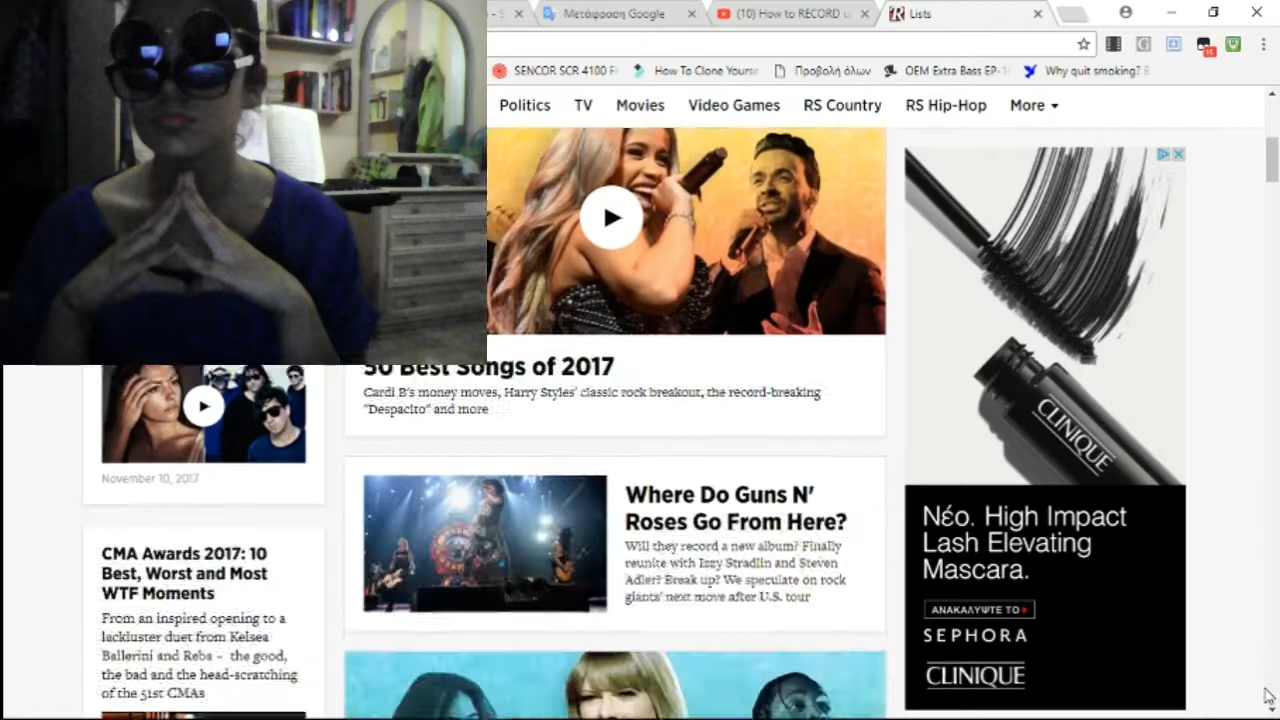 Μετάφραση Google
(10) How to RECORD
Lists
SENCOR SCR 4100
How To Clone Yourse
Προβολή όλων
OEM Extra Bass EP-1
Why quit smoking?
Politics
TV
Movies
Video Games
RS Country
RS Hip-Hop
More
50 Best Songs of 2017
Cardi B's money moves, Harry Styles' classic rock breakout, the record-breaking
"Despacito" and more
November 10, 2017
CMA Awards 2017: 10
Best, Worst and Most
WTF Moments
From an inspired opening to a
lackluster duet from Kelsea
Ballerini and Reba – the good,
the bad and the head-scratching
of the 51st CMAs
Where Do Guns N'
Roses Go From Here?
Will they record a new album? Finally
reunite with Izzy Stradlin and Steven
Adler? Break up? We speculate on rock
giants' next move after U.S. tour
CLINIQUE
Νέο. High Impact
Lash Elevating
Mascara.
ΑΝΑΚΑΛΥΨΤΕ ΤΟ
SEPHORA
CLINIQUE